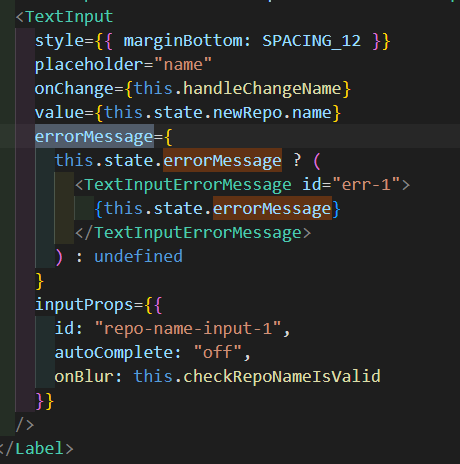 <TextInput
style={{ marginBottom: SPACING_12 }}
placeholder="name"
onChange={this.handleChangeName}
value={this.state.newRepo.name}
errorMessage={
this.state.errorMessage ? (
<TextInputErrorMessage id="err-1">
{this.state.errorMessage}
</TextInputErrorMessage>
) : undefined
}
inputProps={{
id: "repo-name-input-1",
autoComplete: "off",
onBlur: this.checkRepoNameIsValid
}}
/>
</Label>